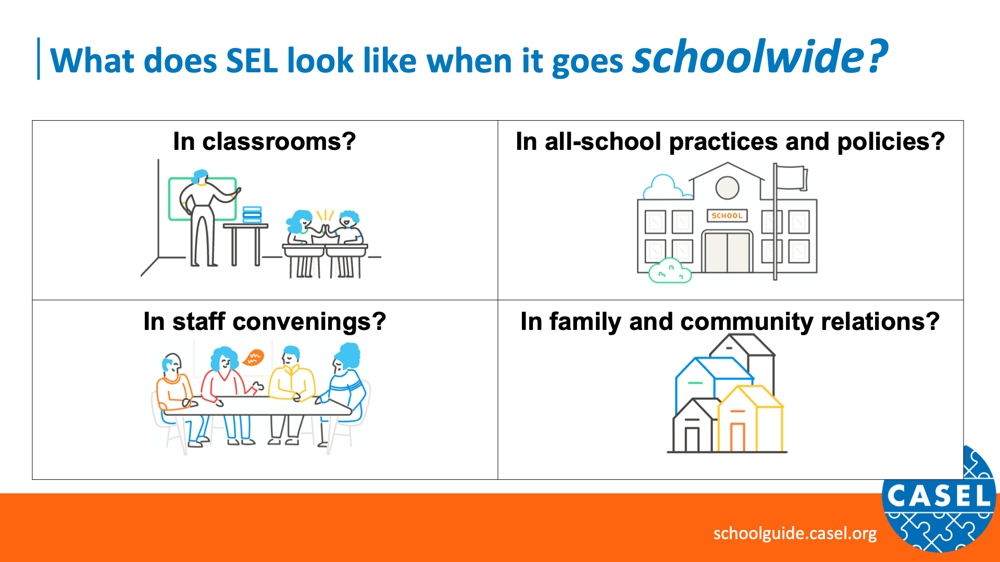 What does SEL look like when it goes schoolwide?
In classrooms?
In all-school practices and policies?
SCHOOL
In staff convenings?
In family and community relations?
CASEL
schoolguide.casel.org